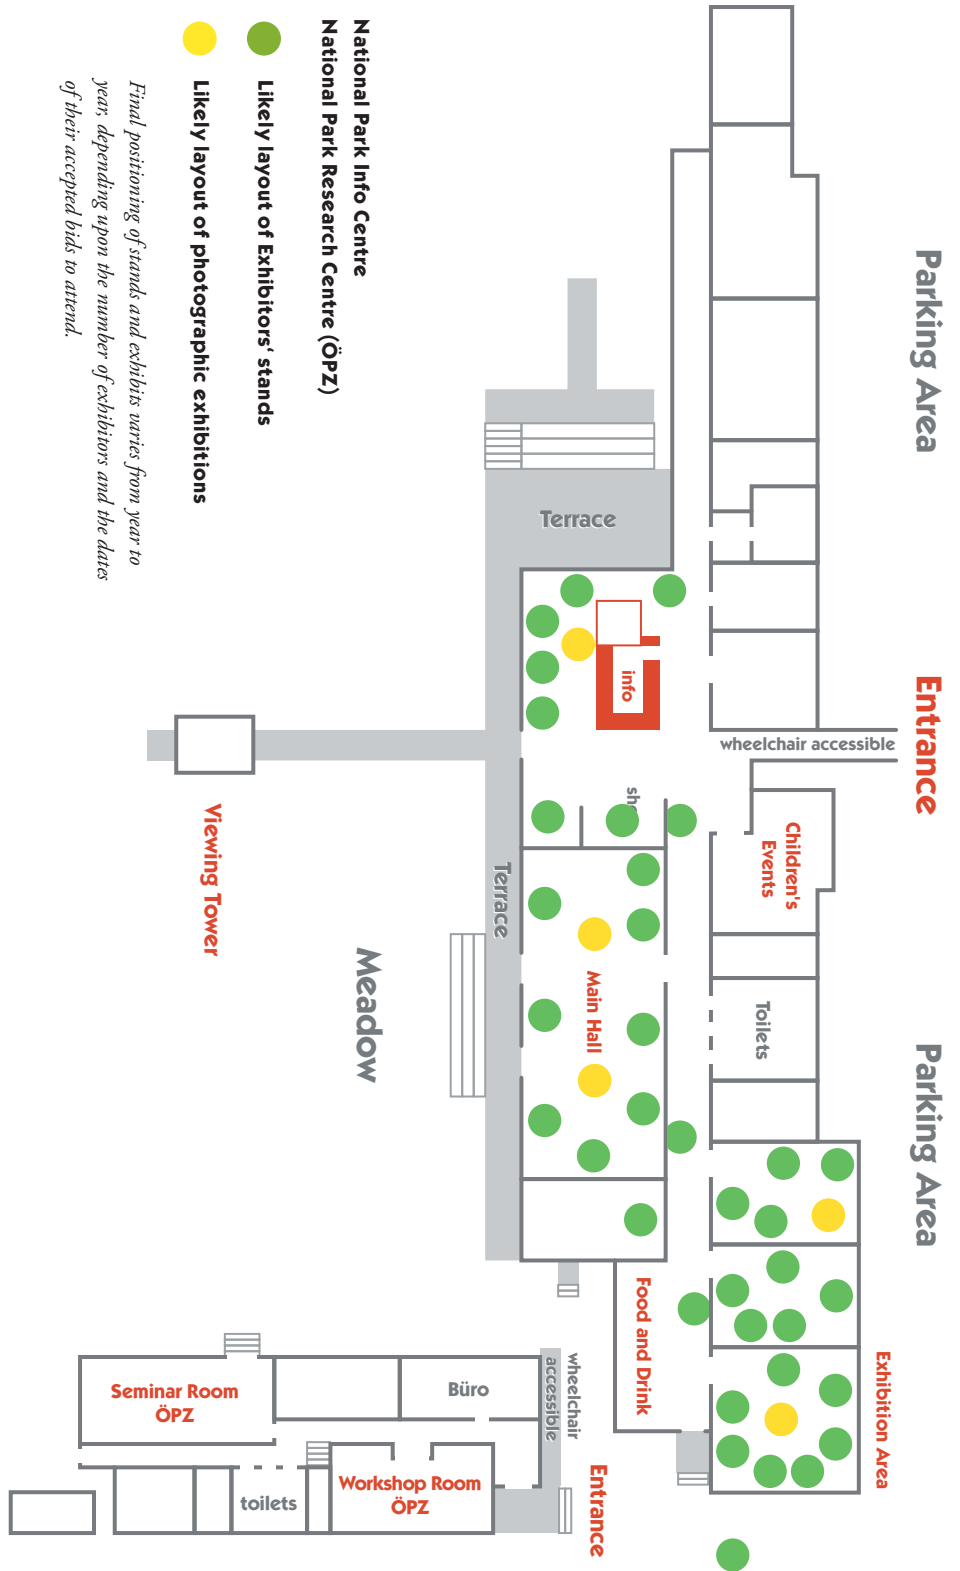 National Park Info Centre
National Park Research Centre (ÖPZ)
Likely layout of Exhibitors‘ stands
Likely layout of photographic exhibitions
Final positioning of stands and exhibits varies from year to
year, depending upon the number of exhibitors and the dates
of their accepted bids to attend.
Parking Area
Entrance
Parking Area
wheelchair accessible
Terrace
info
Children's
Events
Toilets
Terrace
Main Hall
Viewing Tower
Meadow
Food and Drink
Exhibition Area
wheelchair
accessible
Entrance
Büro
Seminar Room
ÖPZ
Workshop Room
ÖPZ
toilets